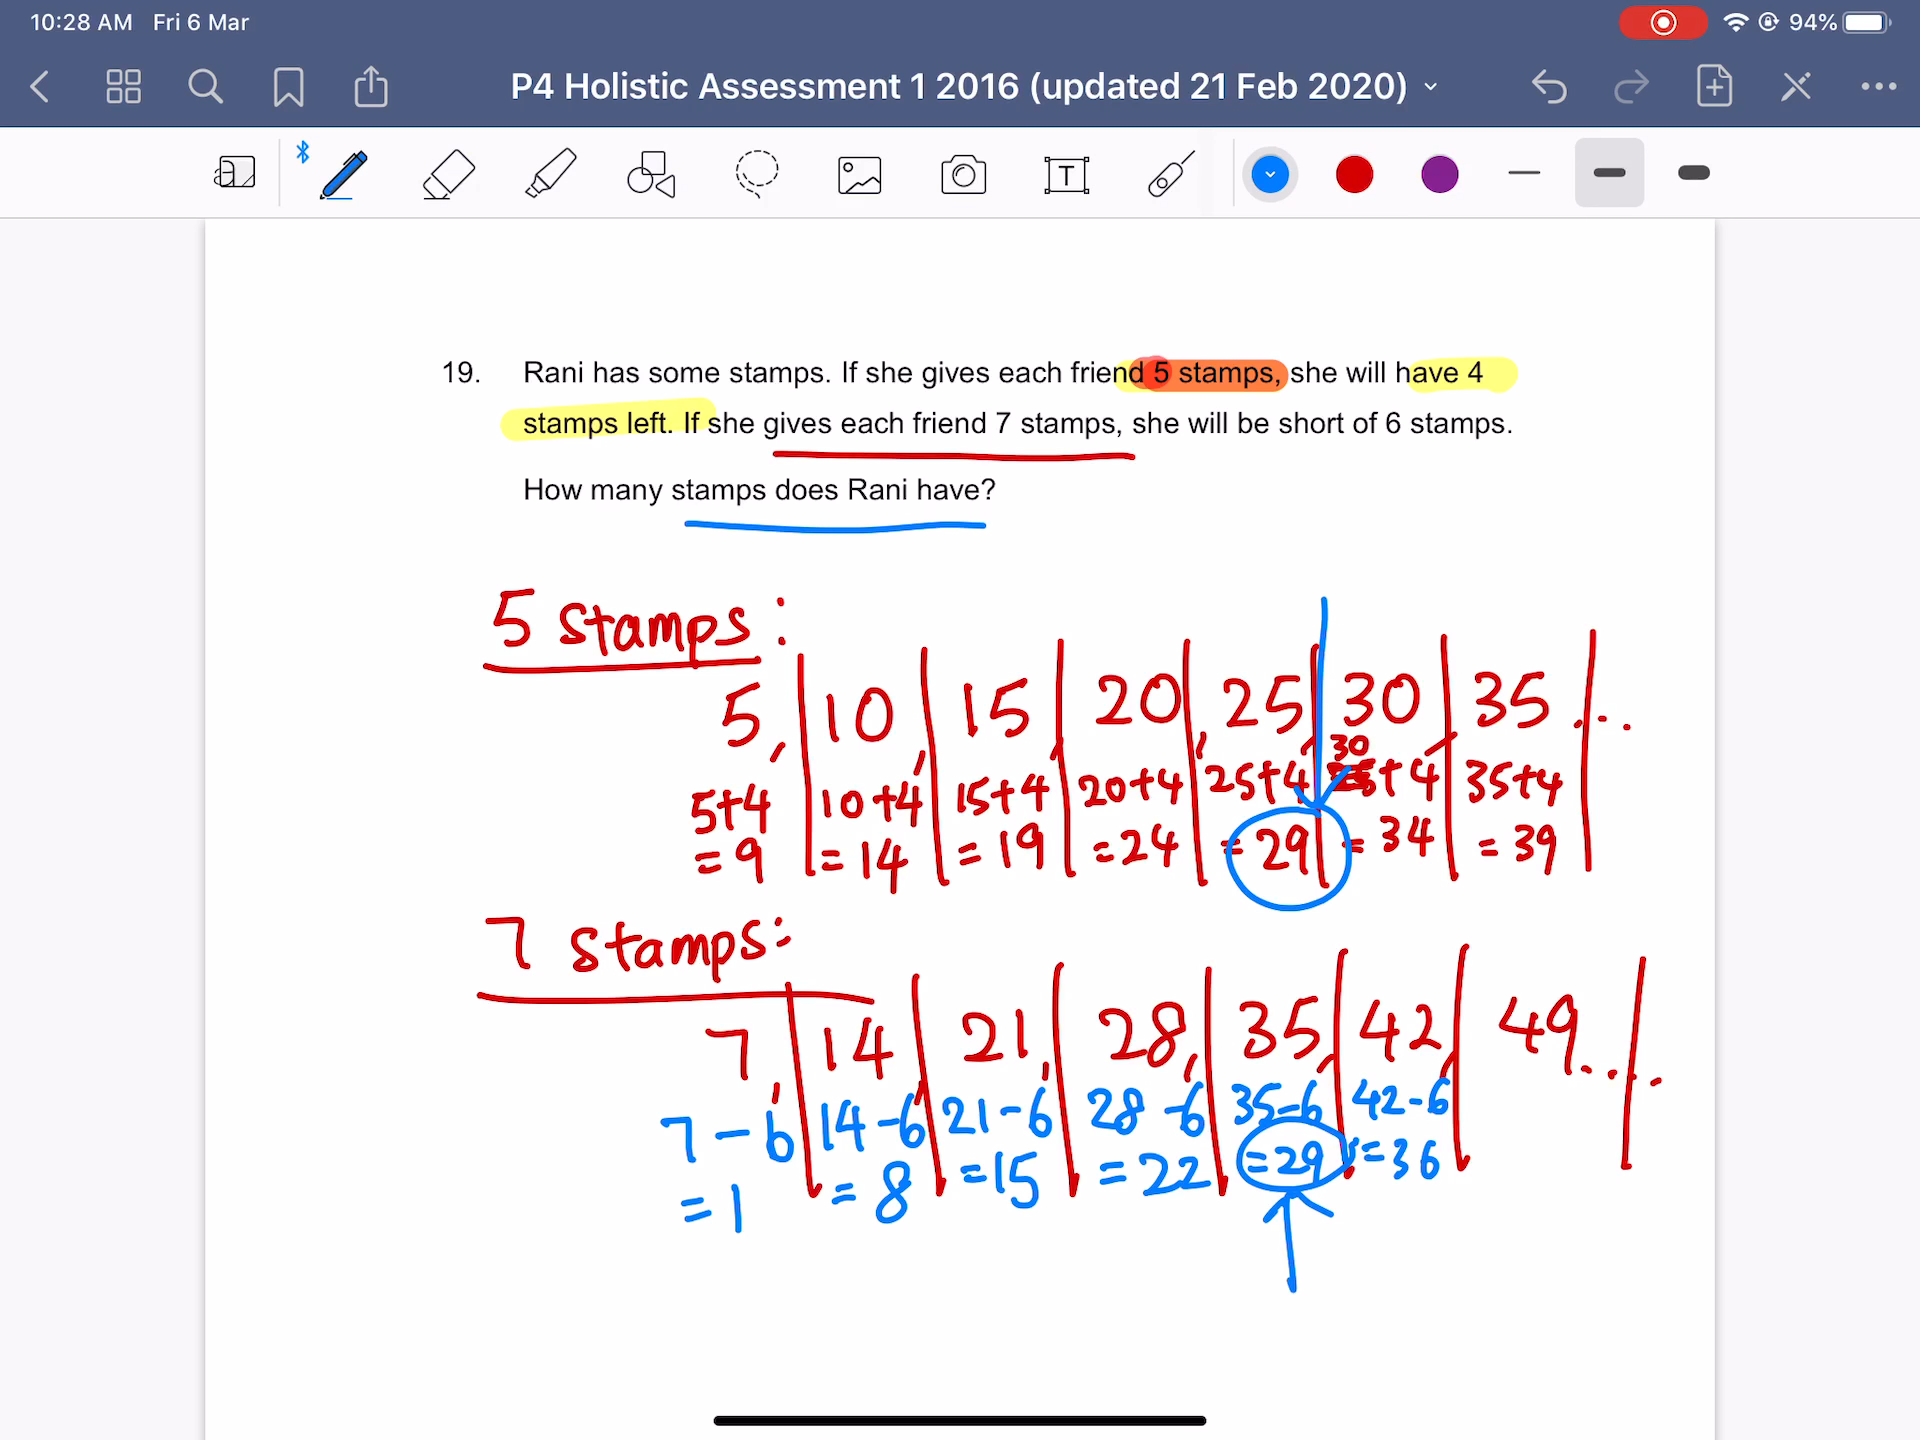 10:28 AM Fri 6 Mar 94%
P4 Holistic Assessment 1 2016 (updated 21 Feb 2020)
T
19. Rani has some stamps. If she gives each friend 5 stamps, she will have 4
stamps left. If she gives each friend 7 stamps, she will be short of 6 stamps.
How many stamps does Rani have?
5 stamps:
5, 10, 15, 20, 25, 30, 35....
30
5+4 10+4 15+4 20+4 25+4 +4 35+4
=9 =14 =19 =24 =29 =34 =39
7 stamps:
7, 14, 21, 28, 35, 42, 49.....
7-6 14-6 21-6 28-6 35-6 42-6
=1 =8 =15 =22 =29 =36